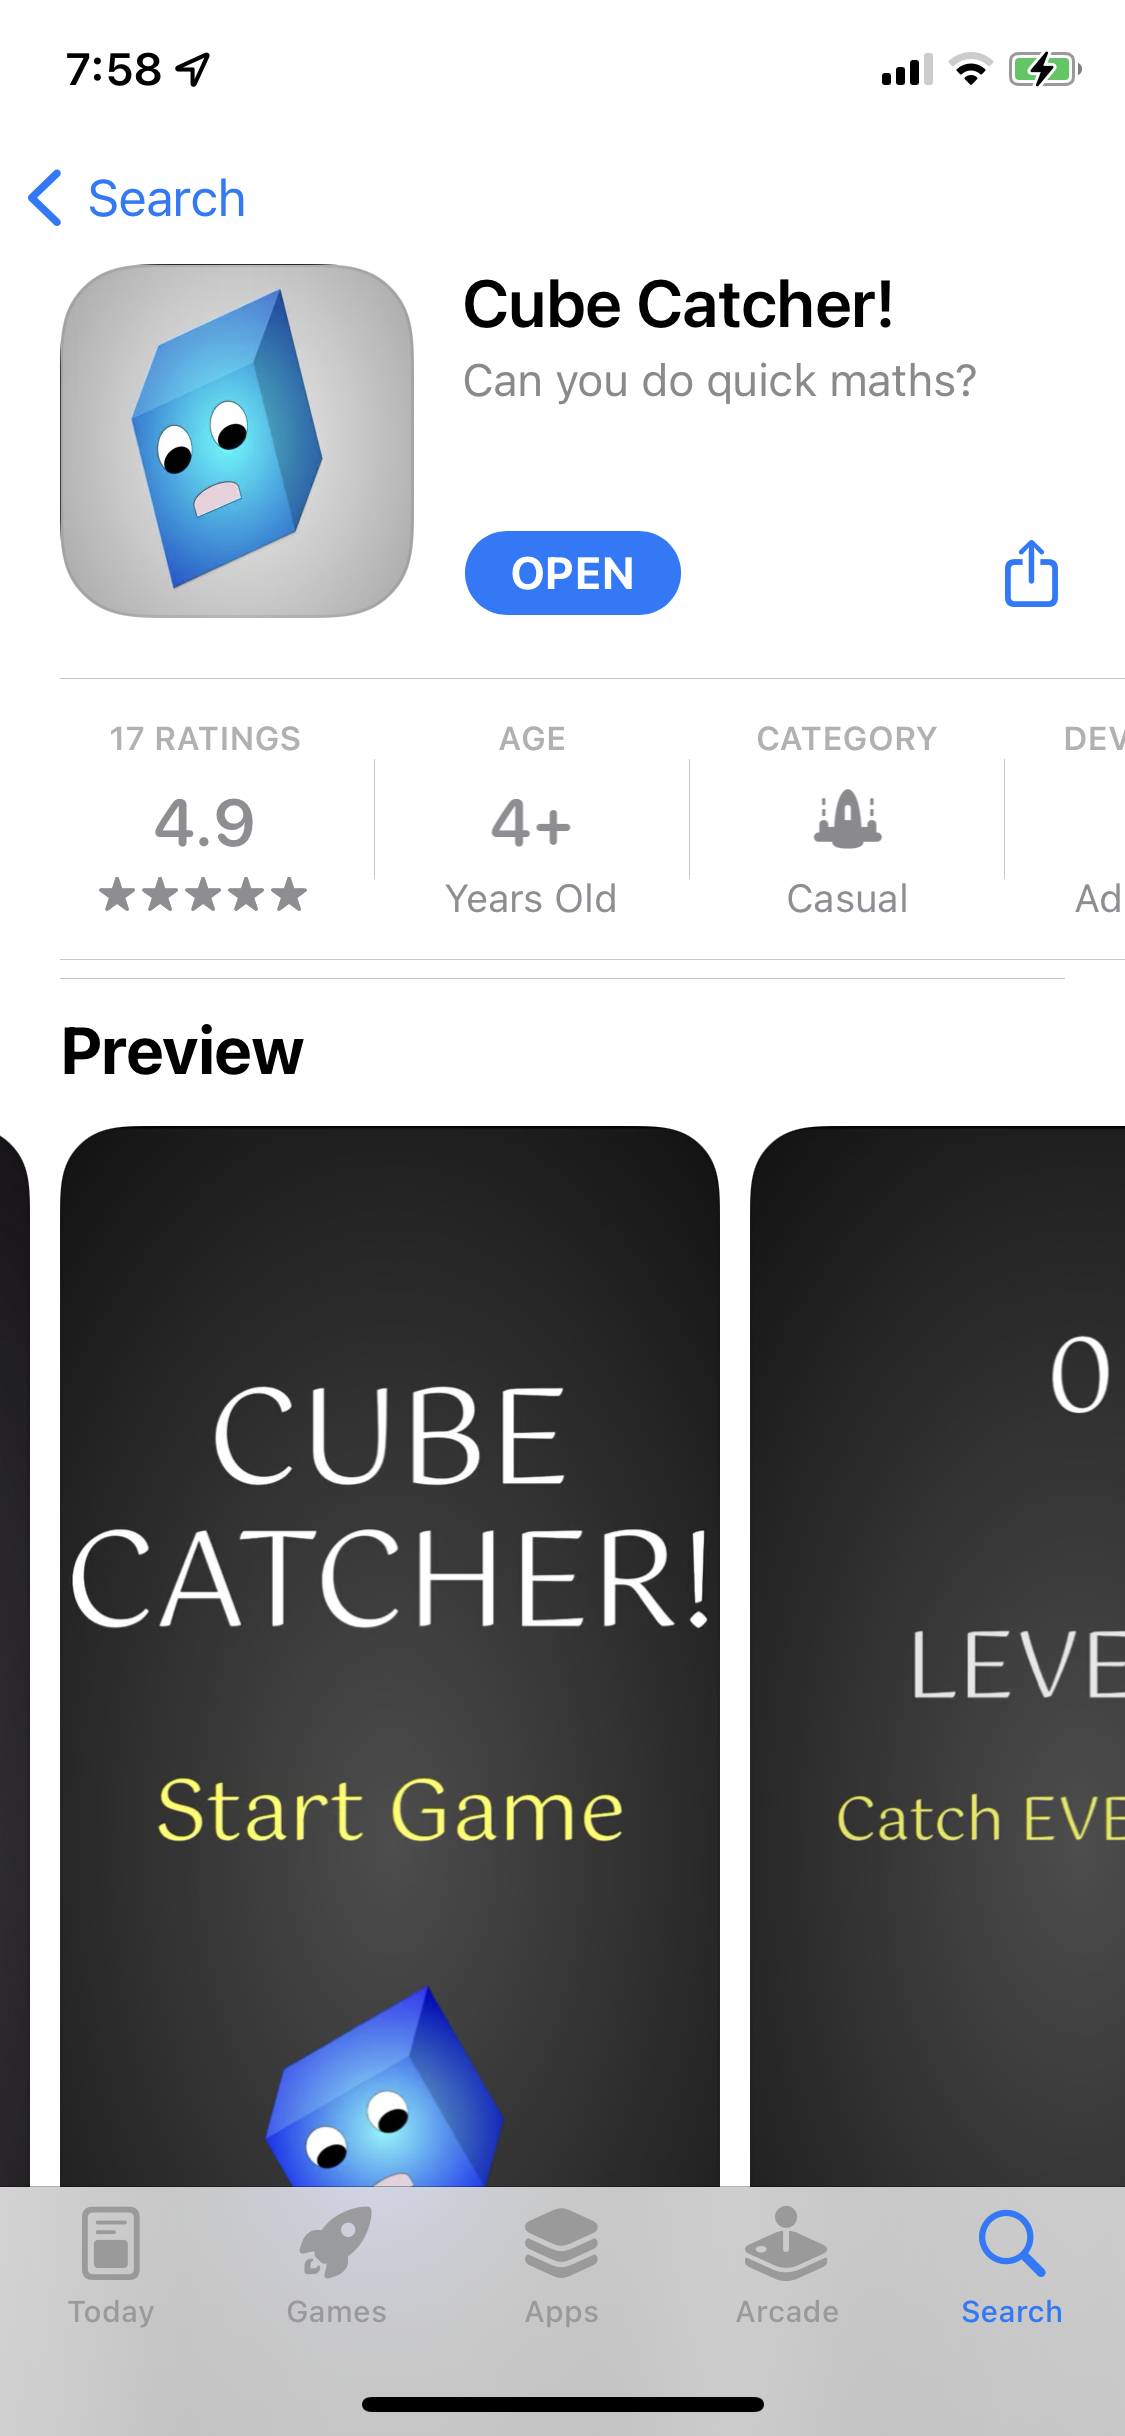 7:58
Search
Cube Catcher!
Can you do quick maths?
OPEN
17 RATINGS
4.9
AGE
4+
Years Old
CATEGORY
Casual
DEV
Ad
Preview
CUBE
CATCHER!
Start Game
0
LEVE
Catch EVE
Today
Games
Apps
Arcade
Search